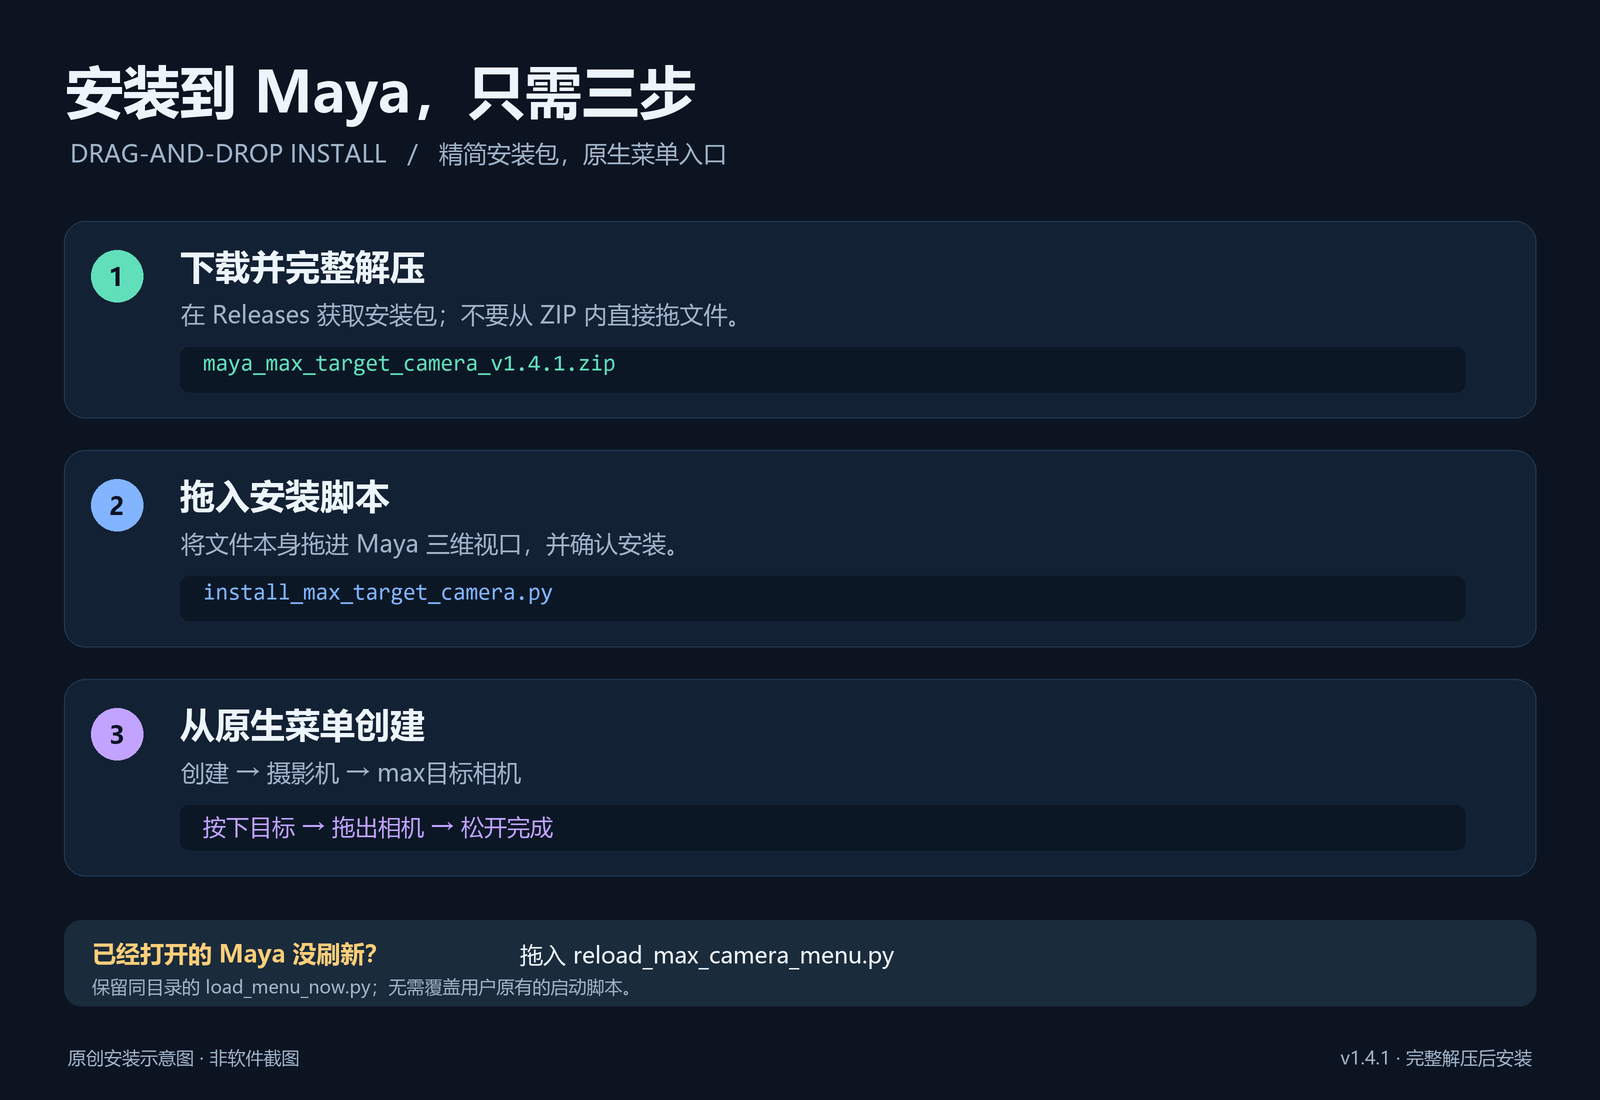 安装到 Maya，只需三步
DRAG-AND-DROP INSTALL / 精简安装包，原生菜单入口
1
下载并完整解压
在 Releases 获取安装包；不要从 ZIP 内直接拖文件。
maya_max_target_camera_v1.4.1.zip
2
拖入安装脚本
将文件本身拖进 Maya 三维视口，并确认安装。
install_max_target_camera.py
3
从原生菜单创建
创建 → 摄影机 → max目标相机
按下目标 → 拖出相机 → 松开完成
已经打开的 Maya 没刷新？ 拖入 reload_max_camera_menu.py
保留同目录的 load_menu_now.py；无需覆盖用户原有的启动脚本。
原创安装示意图 · 非软件截图 v1.4.1 · 完整解压后安装